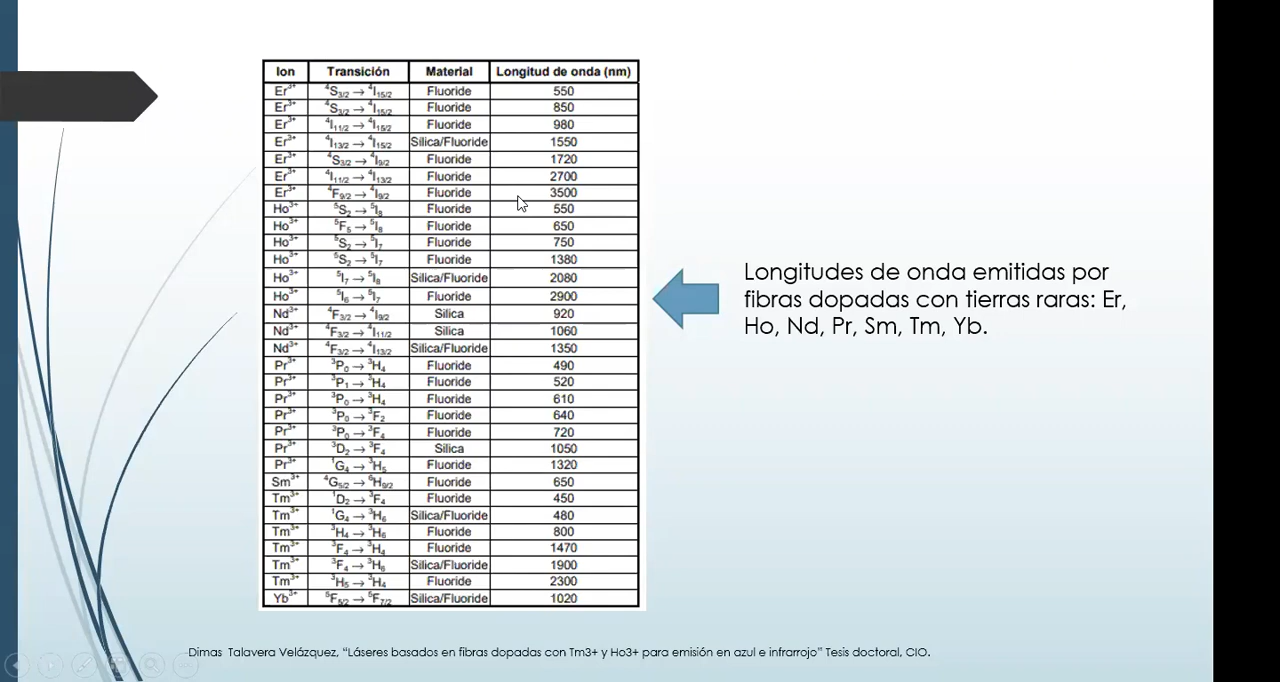 Ion Transición Material Longitud de onda (nm)
Er³⁺ ⁴S₃/₂ → ⁴I₁₅/₂ Fluoride 550
Er³⁺ ⁴S₃/₂ → ⁴I₁₅/₂ Fluoride 850
Er³⁺ ⁴I₁₁/₂ → ⁴I₁₅/₂ Fluoride 980
Er³⁺ ⁴I₁₃/₂ → ⁴I₁₅/₂ Silica/Fluoride 1550
Er³⁺ ⁴S₃/₂ → ⁴I₉/₂ Fluoride 1720
Er³⁺ ⁴I₁₁/₂ → ⁴I₁₃/₂ Fluoride 2700
Er³⁺ ⁴F₉/₂ → ⁴I₉/₂ Fluoride 3500
Ho³⁺ ⁵S₂ → ⁵I₈ Fluoride 550
Ho³⁺ ⁵F₅ → ⁵I₈ Fluoride 650
Ho³⁺ ⁵S₂ → ⁵I₇ Fluoride 750
Ho³⁺ ⁵S₂ → ⁵I₇ Fluoride 1380
Ho³⁺ ⁵I₇ → ⁵I₈ Silica/Fluoride 2080
Ho³⁺ ⁵I₆ → ⁵I₇ Fluoride 2900
Nd³⁺ ⁴F₃/₂ → ⁴I₉/₂ Silica 920
Nd³⁺ ⁴F₃/₂ → ⁴I₁₁/₂ Silica 1060
Nd³⁺ ⁴F₃/₂ → ⁴I₁₃/₂ Silica/Fluoride 1350
Pr³⁺ ³P₀ → ³H₄ Fluoride 490
Pr³⁺ ³P₁ → ³H₄ Fluoride 520
Pr³⁺ ³P₀ → ³H₄ Fluoride 610
Pr³⁺ ³P₀ → ³F₂ Fluoride 640
Pr³⁺ ³P₀ → ³F₄ Fluoride 720
Pr³⁺ ³D₂ → ³F₄ Silica 1050
Pr³⁺ ¹G₄ → ³H₅ Fluoride 1320
Sm³⁺ ⁴G₅/₂ → ⁶H₉/₂ Fluoride 650
Tm³⁺ ¹D₂ → ³F₄ Fluoride 450
Tm³⁺ ¹G₄ → ³H₆ Silica/Fluoride 480
Tm³⁺ ³H₄ → ³H₆ Fluoride 800
Tm³⁺ ³F₄ → ³H₄ Fluoride 1470
Tm³⁺ ³F₄ → ³H₆ Silica/Fluoride 1900
Tm³⁺ ³H₅ → ³H₄ Fluoride 2300
Yb³⁺ ⁵F₅/₂ → ⁵F₇/₂ Silica/Fluoride 1020
Longitudes de onda emitidas por
fibras dopadas con tierras raras: Er,
Ho, Nd, Pr, Sm, Tm, Yb.
Dimas Talavera Velázquez, “Láseres basados en fibras dopadas con Tm3+ y Ho3+ para emisión en azul e infrarrojo” Tesis doctoral, CIO.